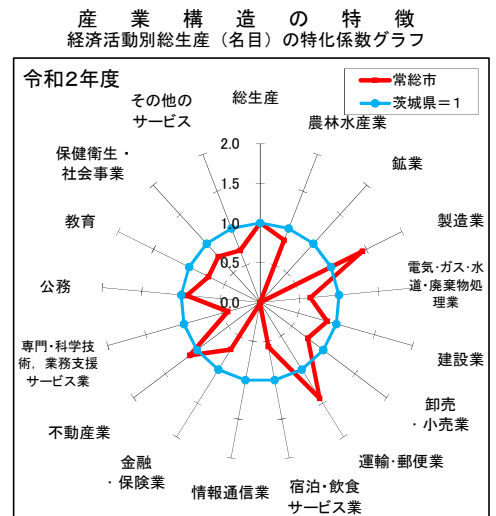 産業構造の特徴
経済活動別総生産（名目）の特化係数グラフ
令和2年度
常総市
茨城県＝1
総生産
農林水産業
鉱業
製造業
電気・ガス・水
道・廃棄物処
理業
建設業
卸売
・小売業
運輸・郵便業
宿泊・飲食
サービス業
情報通信業
金融
・保険業
不動産業
専門・科学技
術，業務支援
サービス業
公務
教育
保健衛生・
社会事業
その他の
サービス
2.0
1.5
1.0
0.5
0.0